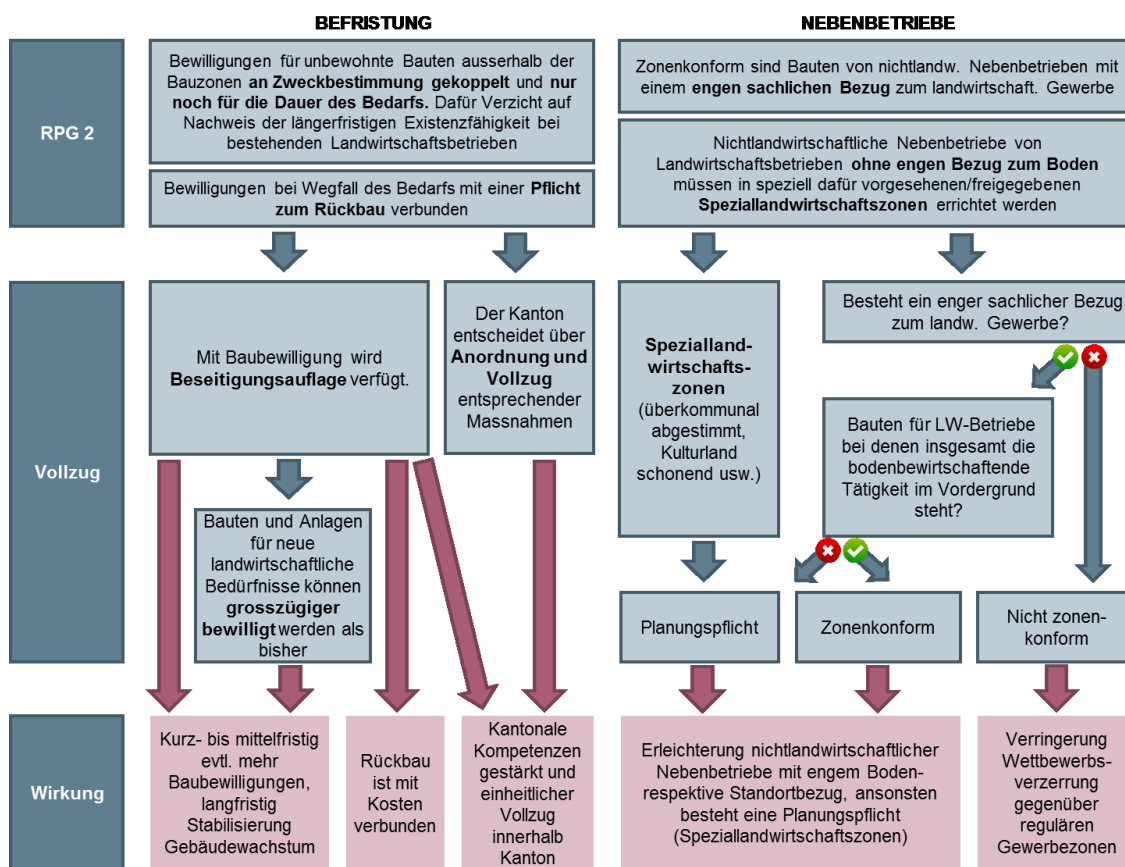 BEFRISTUNG
NEBENBETRIEBE
RPG 2
Bewilligungen für unbewohnte Bauten ausserhalb der
Bauzonen an Zweckbestimmung gekoppelt und nur
noch für die Dauer des Bedarfs. Dafür Verzicht auf
Nachweis der längerfristigen Existenzfähigkeit bei
bestehenden Landwirtschaftsbetrieben
Bewilligungen bei Wegfall des Bedarfs mit einer Pflicht
zum Rückbau verbunden
Zonenkonform sind Bauten von nichtlandw. Nebenbetrieben mit
einem engen sachlichen Bezug zum landwirtschaft. Gewerbe
Nichtlandwirtschaftliche Nebenbetriebe von
Landwirtschaftsbetrieben ohne engen Bezug zum Boden
müssen in speziell dafür vorgesehenen/freigegebenen
Speziallandwirtschaftszonen errichtet werden
Vollzug
Mit Baubewilligung wird
Beseitigungsauflage verfügt.
Der Kanton
entscheidet über
Anordnung und
Vollzug
entsprechender
Massnahmen
Bauten und Anlagen
für neue
landwirtschaftliche
Bedürfnisse können
grosszügiger
bewilligt werden als
bisher
Spezialland-
wirtschafts-
zonen
(überkommunal
abgestimmt,
Kulturland
schonend usw.)
Besteht ein enger sachlicher Bezug
zum landw. Gewerbe?
Bauten für LW-Betriebe
bei denen insgesamt die
bodenbewirtschaftende
Tätigkeit im Vordergrund
steht?
Planungspflicht
Zonenkonform
Nicht zonen-
konform
Wirkung
Kurz- bis mittelfristig
evtl. mehr
Baubewilligungen,
langfristig
Stabilisierung
Gebäudewachstum
Rückbau
ist mit
Kosten
verbunden
Kantonale
Kompetenzen
gestärkt und
einheitlicher
Vollzug
innerhalb
Kanton
Erleichterung nichtlandwirtschaftlicher
Nebenbetriebe mit engem Boden-
respektive Standortbezug, ansonsten
besteht eine Planungspflicht
(Speziallandwirtschaftszonen)
Verringerung
Wettbewerbs-
verzerrung
gegenüber
regulären
Gewerbezonen